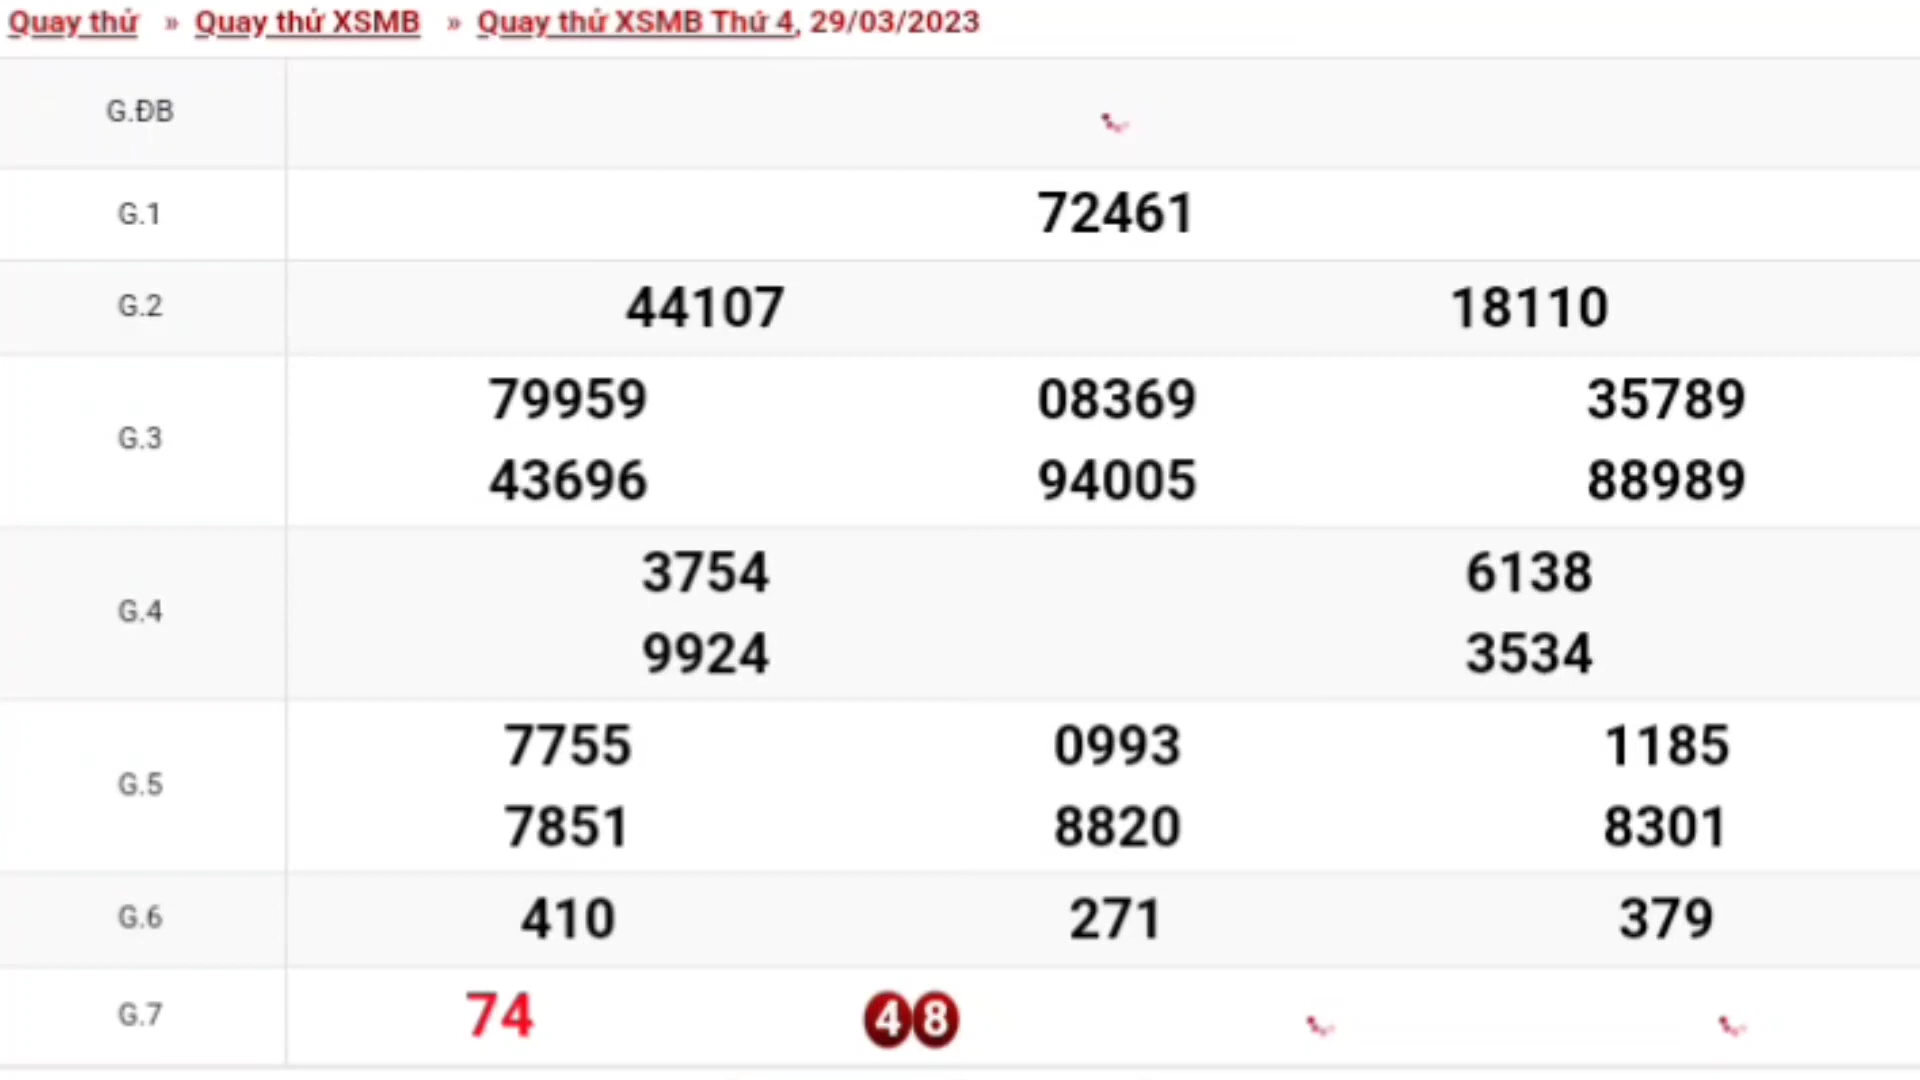 Quay thử » Quay thử XSMB » Quay thử XSMB Thứ 4, 29/03/2023
G.ĐB
G.1 72461
G.2 44107 18110
G.3 79959 08369 35789
43696 94005 88989
G.4 3754 6138
9924 3534
G.5 7755 0993 1185
7851 8820 8301
G.6 410 271 379
G.7 74 48